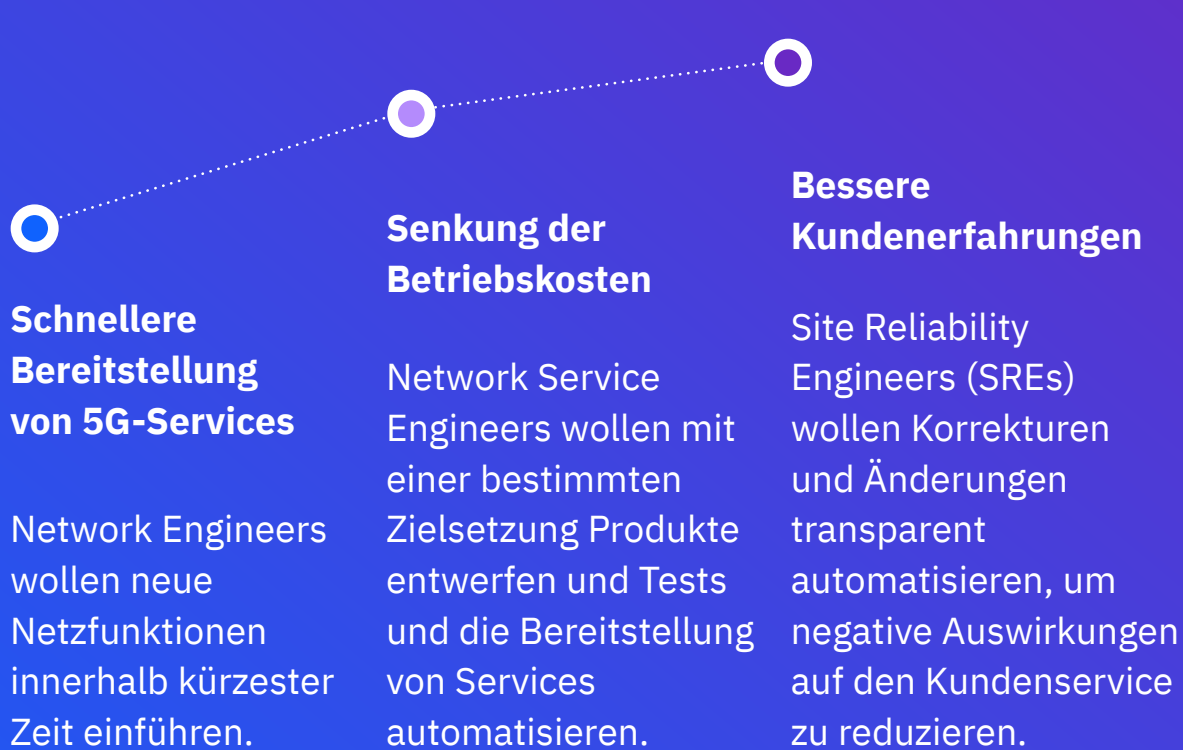 Schnellere
Bereitstellung
von 5G-Services
Network Engineers
wollen neue
Netzfunktionen
innerhalb kürzester
Zeit einführen.
Senkung der
Betriebskosten
Network Service
Engineers wollen mit
einer bestimmten
Zielsetzung Produkte
entwerfen und Tests
und die Bereitstellung
von Services
automatisieren.
Bessere
Kundenerfahrungen
Site Reliability
Engineers (SREs)
wollen Korrekturen
und Änderungen
transparent
automatisieren, um
negative Auswirkungen
auf den Kundenservice
zu reduzieren.